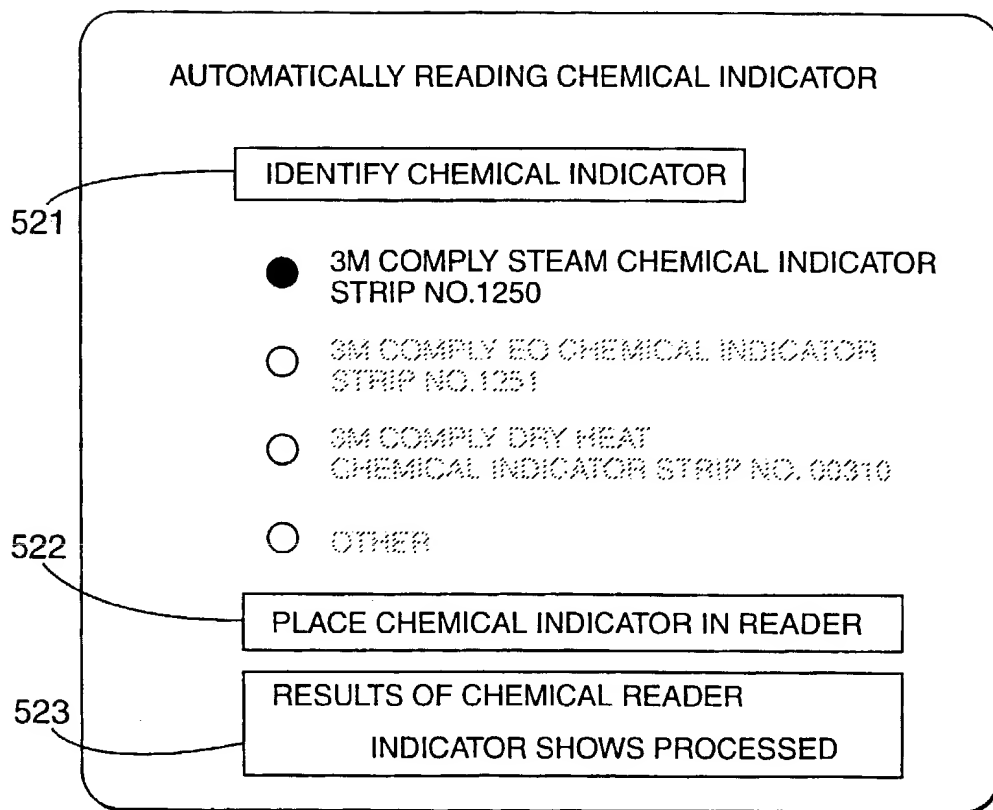 AUTOMATICALLY READING CHEMICAL INDICATOR
IDENTIFY CHEMICAL INDICATOR
521
3M COMPLY STEAM CHEMICAL INDICATOR
STRIP NO.1250
3M COMPLY EO CHEMICAL INDICATOR
STRIP NO.1251
3M COMPLY DRY HEAT
CHEMICAL INDICATOR STRIP NO. 00310
522
OTHER
PLACE CHEMICAL INDICATOR IN READER
523
RESULTS OF CHEMICAL READER
INDICATOR SHOWS PROCESSED